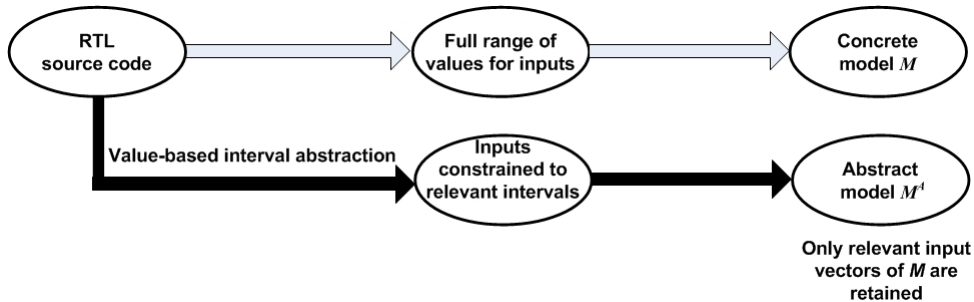 RTL
source code
Full range of
values for inputs
Concrete
model M
Value-based interval abstraction
Inputs
constrained to
relevant intervals
Abstract
model Mᴬ
Only relevant input
vectors of M are
retained